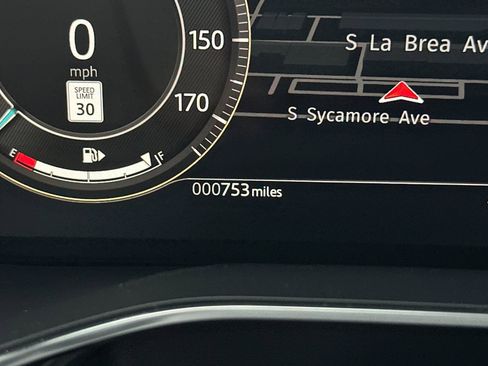 0
mph
SPEED
LIMIT
30
150
170
E
F
S La Brea Av
S Sycamore Ave
000753 miles